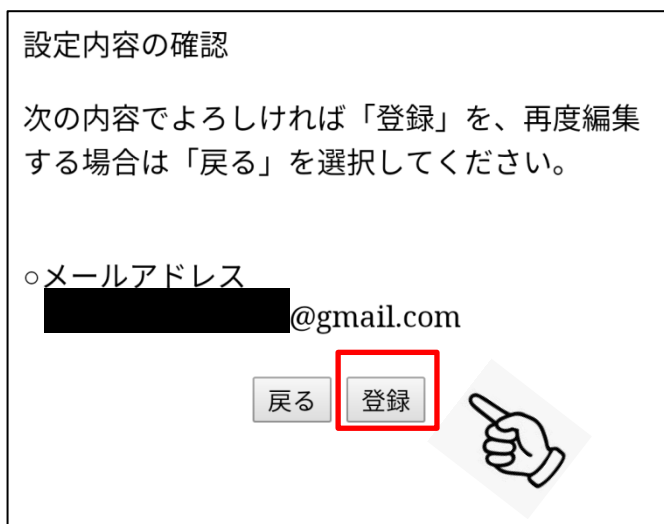 設定内容の確認
次の内容でよろしければ「登録」を、再度編集
する場合は「戻る」を選択してください。
○メールアドレス
@gmail.com
戻る 登録